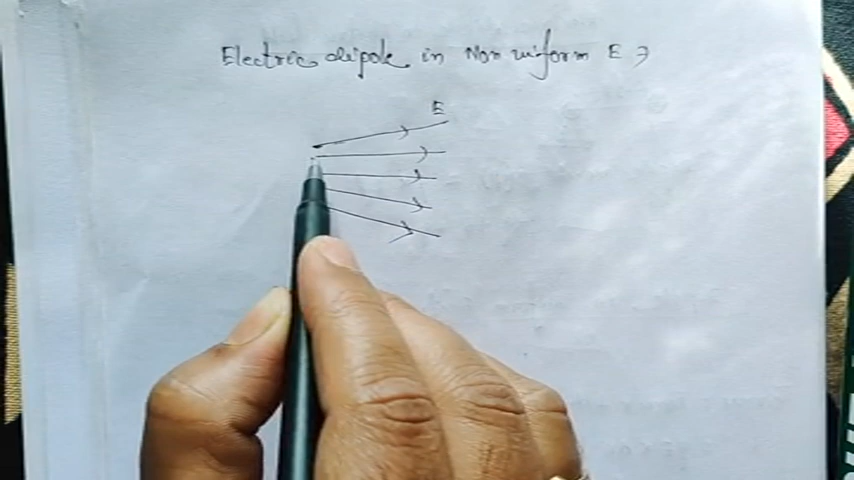 Electric dipole in Non uniform E →
E